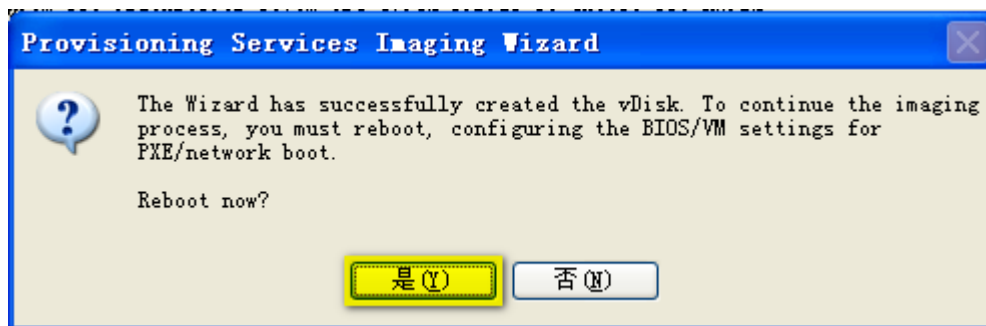 Provisioning Services Imaging Wizard
The Wizard has successfully created the vDisk. To continue the imaging
process, you must reboot, configuring the BIOS/VM settings for
PXE/network boot.
Reboot now?
是(Y)
否(N)